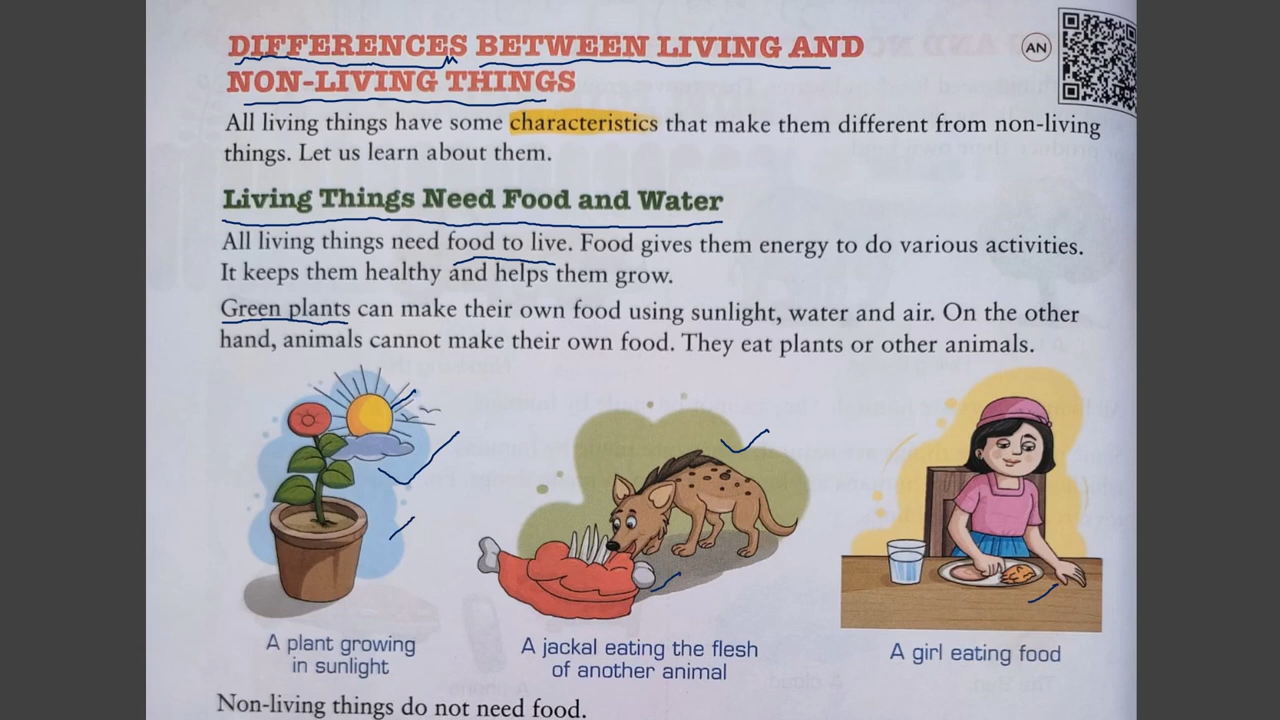 DIFFERENCES BETWEEN LIVING AND
NON-LIVING THINGS
AN
All living things have some characteristics that make them different from non-living
things. Let us learn about them.
Living Things Need Food and Water
All living things need food to live. Food gives them energy to do various activities.
It keeps them healthy and helps them grow.
Green plants can make their own food using sunlight, water and air. On the other
hand, animals cannot make their own food. They eat plants or other animals.
A plant growing
in sunlight
A jackal eating the flesh
of another animal
A girl eating food
Non-living things do not need food.